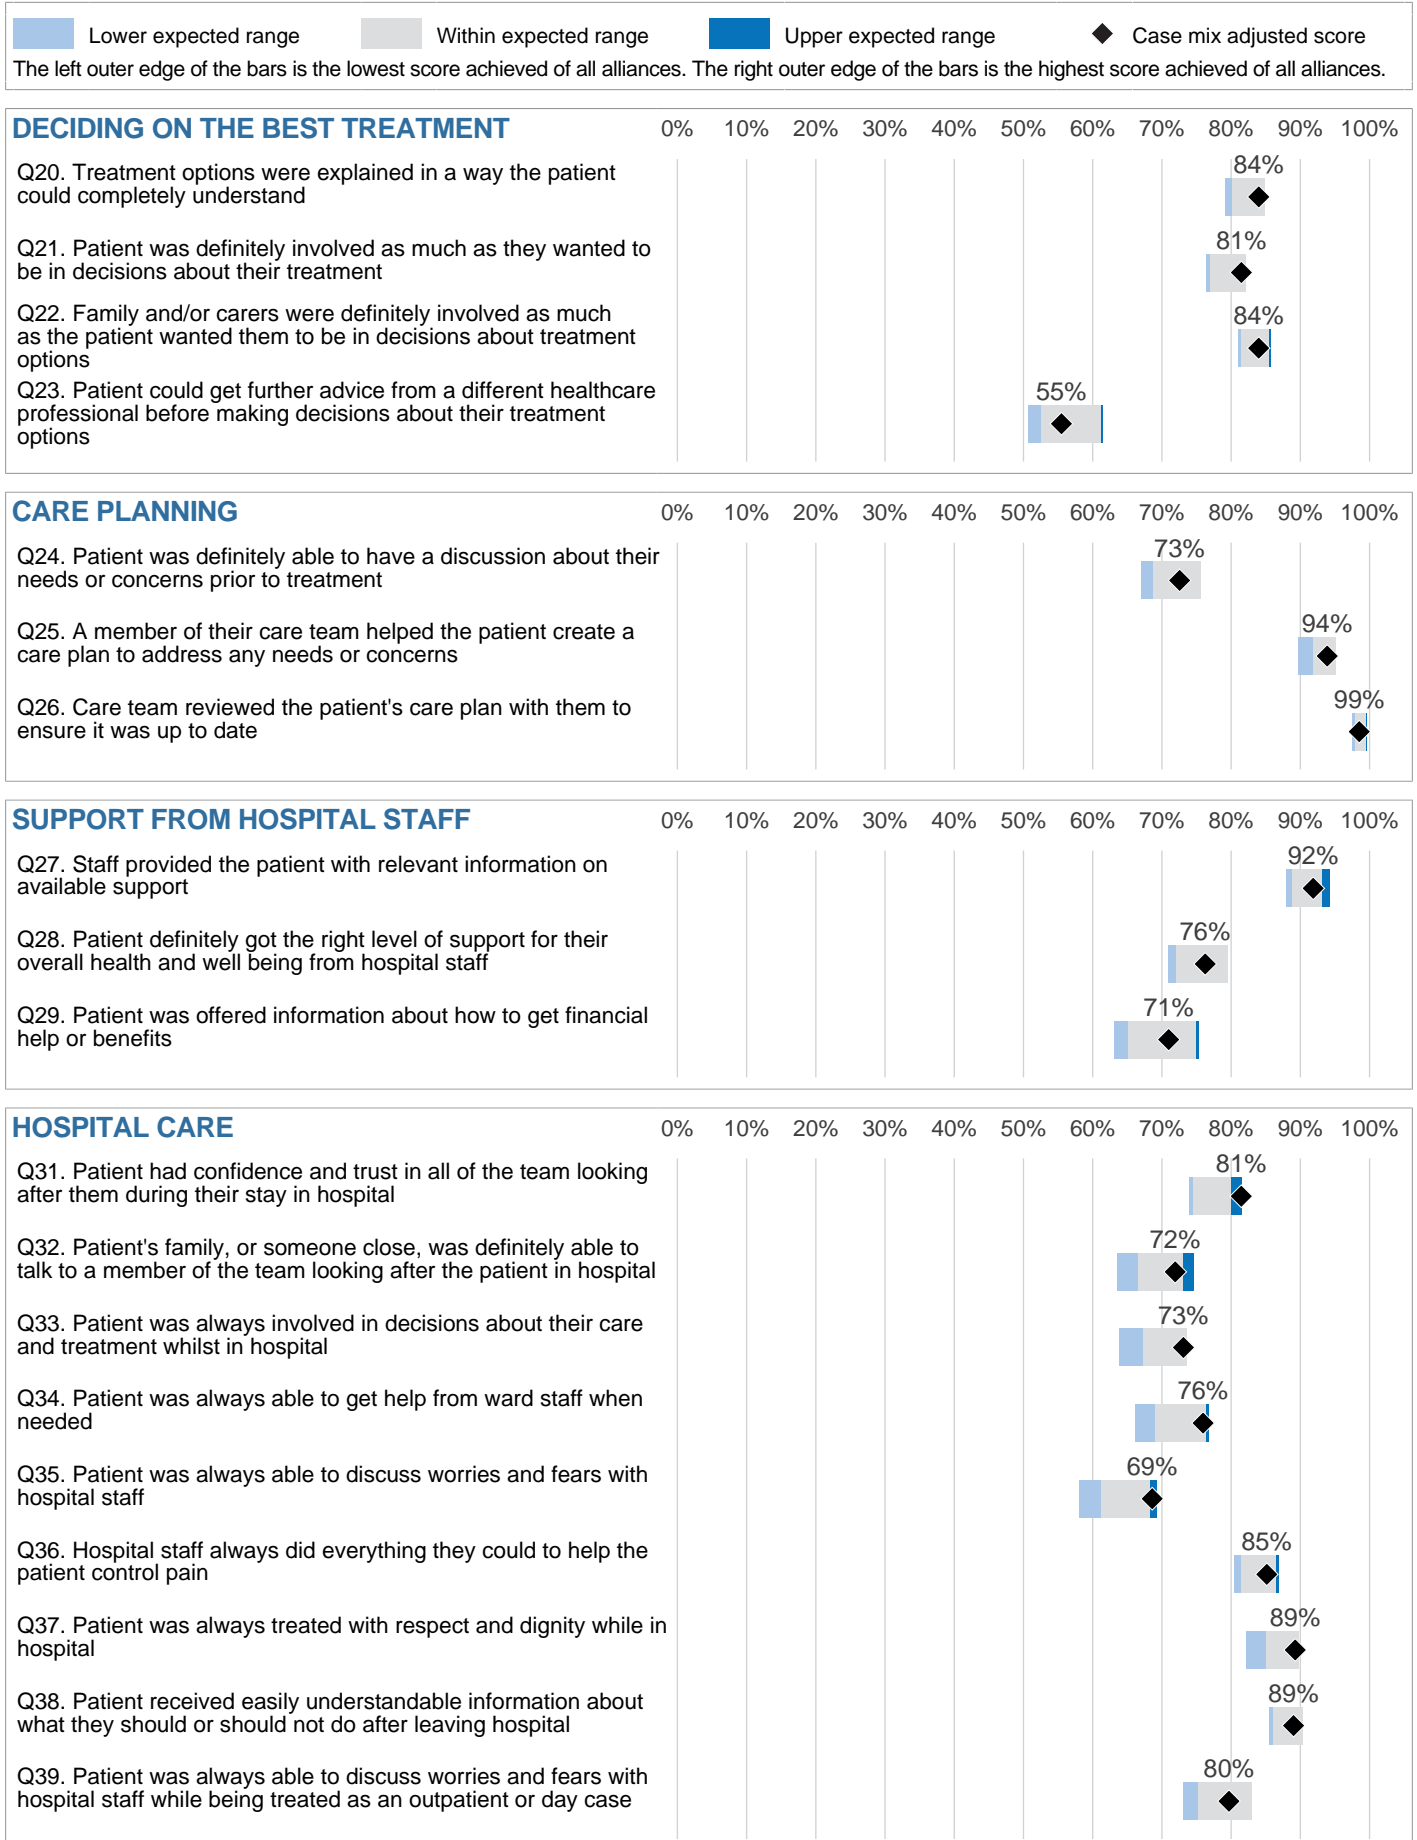 Lower expected range Within expected range Upper expected range Case mix adjusted score
The left outer edge of the bars is the lowest score achieved of all alliances. The right outer edge of the bars is the highest score achieved of all alliances.
DECIDING ON THE BEST TREATMENT 0% 10% 20% 30% 40% 50% 60% 70% 80% 90% 100%
Q20. Treatment options were explained in a way the patient
could completely understand
84%
Q21. Patient was definitely involved as much as they wanted to
be in decisions about their treatment
81%
Q22. Family and/or carers were definitely involved as much
as the patient wanted them to be in decisions about treatment
options
84%
Q23. Patient could get further advice from a different healthcare
professional before making decisions about their treatment
options
55%
CARE PLANNING 0% 10% 20% 30% 40% 50% 60% 70% 80% 90% 100%
Q24. Patient was definitely able to have a discussion about their
needs or concerns prior to treatment
73%
Q25. A member of their care team helped the patient create a
care plan to address any needs or concerns
94%
Q26. Care team reviewed the patient's care plan with them to
ensure it was up to date
99%
SUPPORT FROM HOSPITAL STAFF 0% 10% 20% 30% 40% 50% 60% 70% 80% 90% 100%
Q27. Staff provided the patient with relevant information on
available support
92%
Q28. Patient definitely got the right level of support for their
overall health and well being from hospital staff
76%
Q29. Patient was offered information about how to get financial
help or benefits
71%
HOSPITAL CARE 0% 10% 20% 30% 40% 50% 60% 70% 80% 90% 100%
Q31. Patient had confidence and trust in all of the team looking
after them during their stay in hospital
81%
Q32. Patient's family, or someone close, was definitely able to
talk to a member of the team looking after the patient in hospital
72%
Q33. Patient was always involved in decisions about their care
and treatment whilst in hospital
73%
Q34. Patient was always able to get help from ward staff when
needed
76%
Q35. Patient was always able to discuss worries and fears with
hospital staff
69%
Q36. Hospital staff always did everything they could to help the
patient control pain
85%
Q37. Patient was always treated with respect and dignity while in
hospital
89%
Q38. Patient received easily understandable information about
what they should or should not do after leaving hospital
89%
Q39. Patient was always able to discuss worries and fears with
hospital staff while being treated as an outpatient or day case
80%